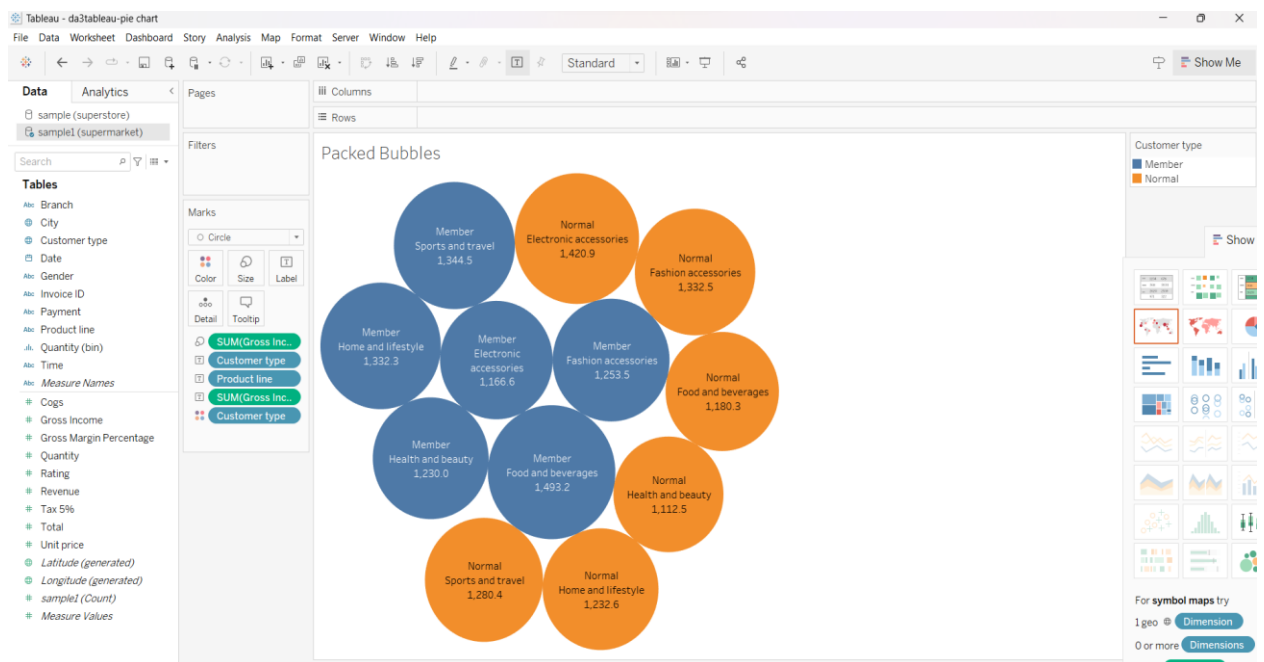 Tableau - da3tableau-pie chart
File Data Worksheet Dashboard Story Analysis Map Format Server Window Help
Standard
Show Me
Data Analytics
sample (superstore)
sample1 (supermarket)
Search
Tables
Abc Branch
City
Customer type
Date
Abc Gender
Abc Invoice ID
Abc Payment
Abc Product line
Quantity (bin)
Abc Time
Abc Measure Names
# Cogs
# Gross Income
# Gross Margin Percentage
# Quantity
# Rating
# Revenue
# Tax 5%
# Total
# Unit price
Latitude (generated)
Longitude (generated)
# sample1 (Count)
# Measure Values
Pages
Filters
Marks
Circle
Color Size Label
Detail Tooltip
SUM(Gross Inc..
Customer type
Product line
SUM(Gross Inc..
Customer type
Columns
Rows
Packed Bubbles
Member
Sports and travel
1,344.5
Normal
Electronic accessories
1,420.9
Normal
Fashion accessories
1,332.5
Member
Home and lifestyle
1,332.3
Member
Electronic
accessories
1,166.6
Member
Fashion accessories
1,253.5
Normal
Food and beverages
1,180.3
Member
Health and beauty
1,230.0
Member
Food and beverages
1,493.2
Normal
Health and beauty
1,112.5
Normal
Sports and travel
1,280.4
Normal
Home and lifestyle
1,232.6
Customer type
Member
Normal
Show
For symbol maps try
1 geo Dimension
0 or more Dimensions